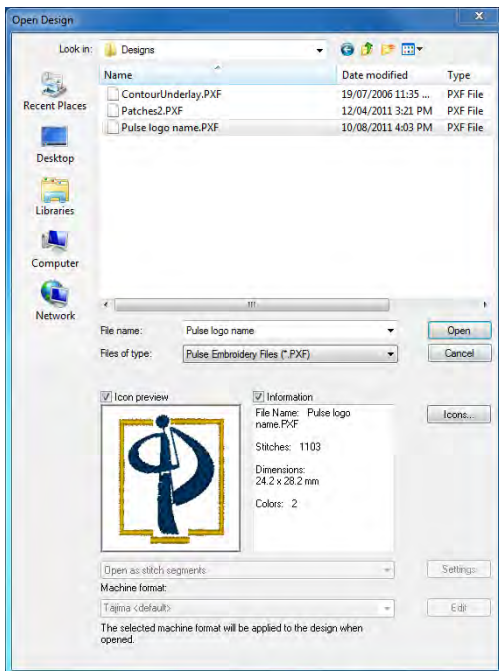 Open Design
Look in: Designs
Name Date modified Type
ContourUnderlay.PXF 19/07/2006 11:35 ... PXF File
Patches2.PXF 12/04/2011 3:21 PM PXF File
Pulse logo name.PXF 10/08/2011 4:03 PM PXF File
Recent Places
Desktop
Libraries
Computer
Network
File name: Pulse logo name Open
Files of type: Pulse Embroidery Files (*.PXF) Cancel
Icon preview Information
File Name: Pulse logo
name.PXF
Icons...
Stitches: 1103
Dimensions:
24.2 x 28.2 mm
Colors: 2
Open as stitch segments Settings
Machine format:
Tajima <default> Edit
The selected machine format will be applied to the design when
opened.